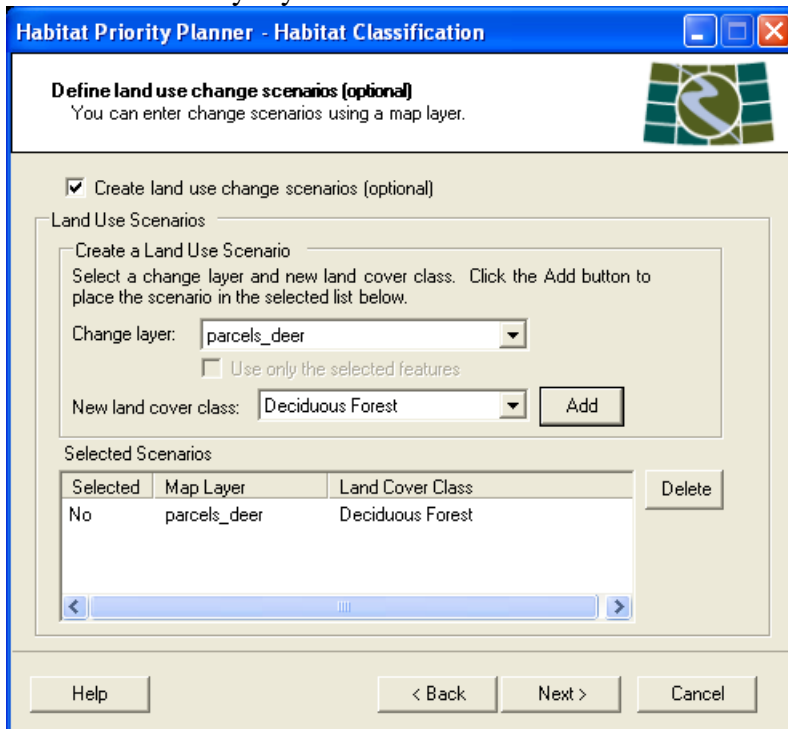 Habitat Priority Planner - Habitat Classification
Define land use change scenarios (optional)
You can enter change scenarios using a map layer.
Create land use change scenarios (optional)
Land Use Scenarios
Create a Land Use Scenario
Select a change layer and new land cover class. Click the Add button to
place the scenario in the selected list below.
Change layer: parcels_deer
Use only the selected features
New land cover class: Deciduous Forest Add
Selected Scenarios
Selected Map Layer Land Cover Class Delete
No parcels_deer Deciduous Forest
Help < Back Next > Cancel